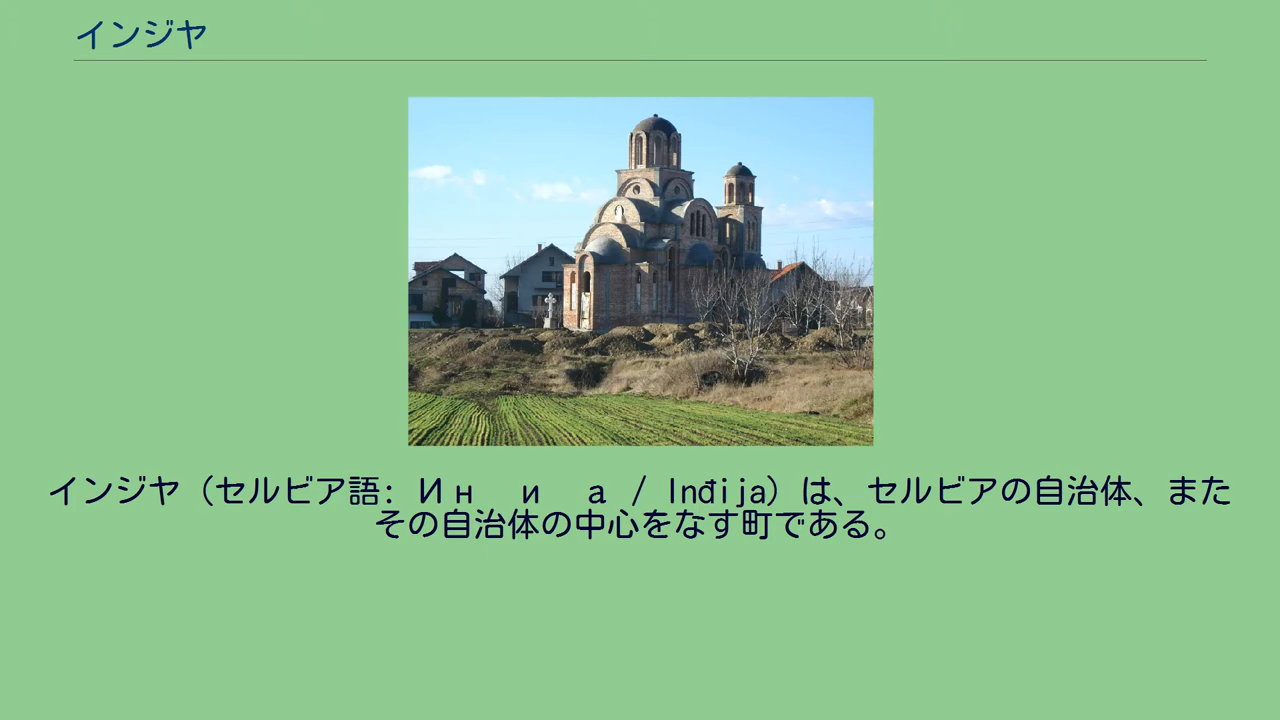 インジヤ
インジヤ（セルビア語: Ин и а / Inđija）は、セルビアの自治体、また
その自治体の中心をなす町である。